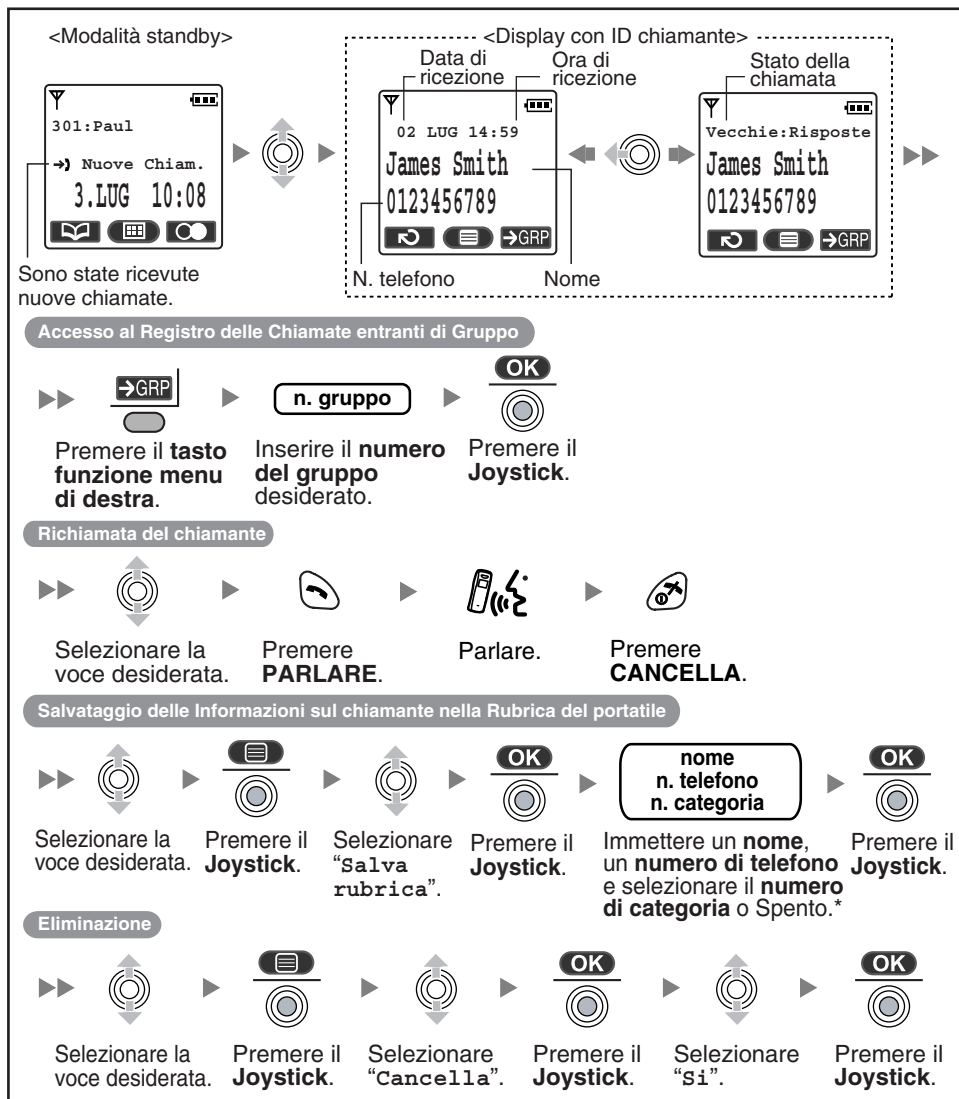 <Modalità standby>
<Display con ID chiamante>
Data di
ricezione
Ora di
ricezione
Stato della
chiamata
301:Paul
Nuove Chiam.
3.LUG 10:08
02 LUG 14:59
James Smith
0123456789
GRP
Vecchie:Risposte
James Smith
0123456789
GRP
Sono state ricevute
nuove chiamate.
N. telefono
Nome
Accesso al Registro delle Chiamate entranti di Gruppo
GRP
n. gruppo
OK
Premere il tasto
funzione menu
di destra.
Inserire il numero
del gruppo
desiderato.
Premere il
Joystick.
Richiamata del chiamante
Selezionare la
voce desiderata.
Premere
PARLARE.
Parlare.
Premere
CANCELLA.
Salvataggio delle Informazioni sul chiamante nella Rubrica del portatile
OK
nome
n. telefono
n. categoria
OK
Selezionare la
voce desiderata.
Premere il
Joystick.
Selezionare
“Salva
rubrica”.
Premere il
Joystick.
Immettere un nome,
un numero di telefono
e selezionare il numero
di categoria o Spento.*
Premere il
Joystick.
Eliminazione
OK
OK
Selezionare la
voce desiderata.
Premere il
Joystick.
Selezionare
“Cancella”.
Premere il
Joystick.
Selezionare
“Si”.
Premere il
Joystick.